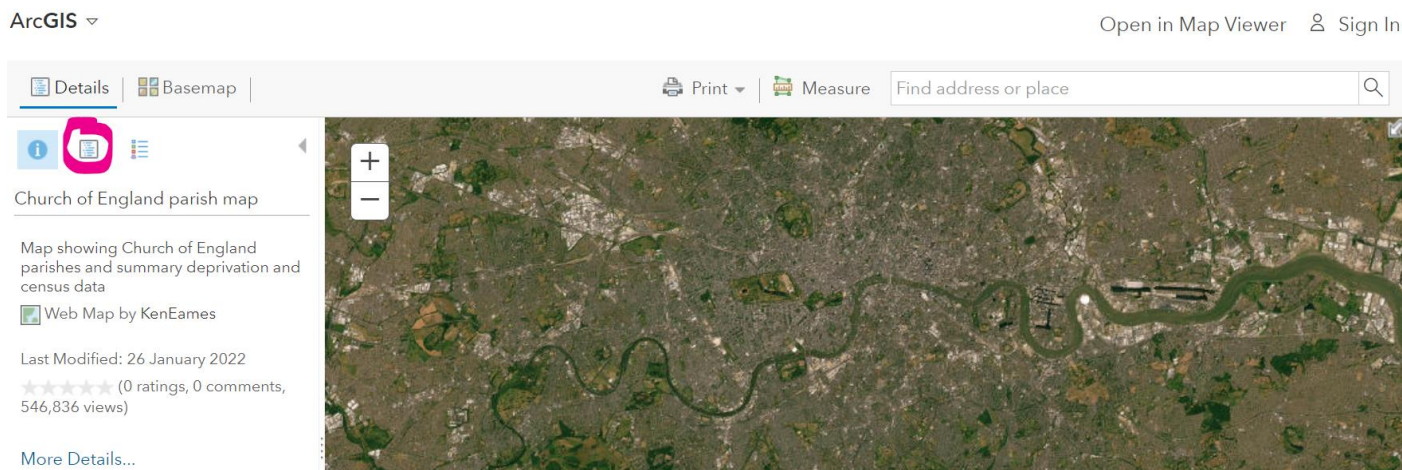 ArcGIS
Open in Map Viewer Sign In
Details Basemap Print Measure Find address or place
Church of England parish map
Map showing Church of England
parishes and summary deprivation and
census data
Web Map by KenEames
Last Modified: 26 January 2022
(0 ratings, 0 comments,
546,836 views)
More Details...